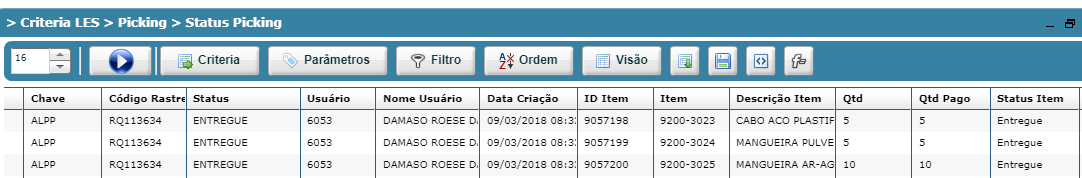 > Criteria LES > Picking > Status Picking
16 Criteria Parâmetros Filtro Ordem Visão
Chave Código Rastre Status Usuário Nome Usuário Data Criação ID Item Item Descrição Item Qtd Qtd Pago Status Item
ALPP RQ113634 ENTREGUE 6053 DAMASO ROESE D 09/03/2018 08:3 9057198 9200-3023 CABO ACO PLASTIF 5 5 Entregue
ALPP RQ113634 ENTREGUE 6053 DAMASO ROESE D 09/03/2018 08:3 9057199 9200-3024 MANGUEIRA PULVE 5 5 Entregue
ALPP RQ113634 ENTREGUE 6053 DAMASO ROESE D 09/03/2018 08:3 9057200 9200-3025 MANGUEIRA AR-AG 10 10 Entregue